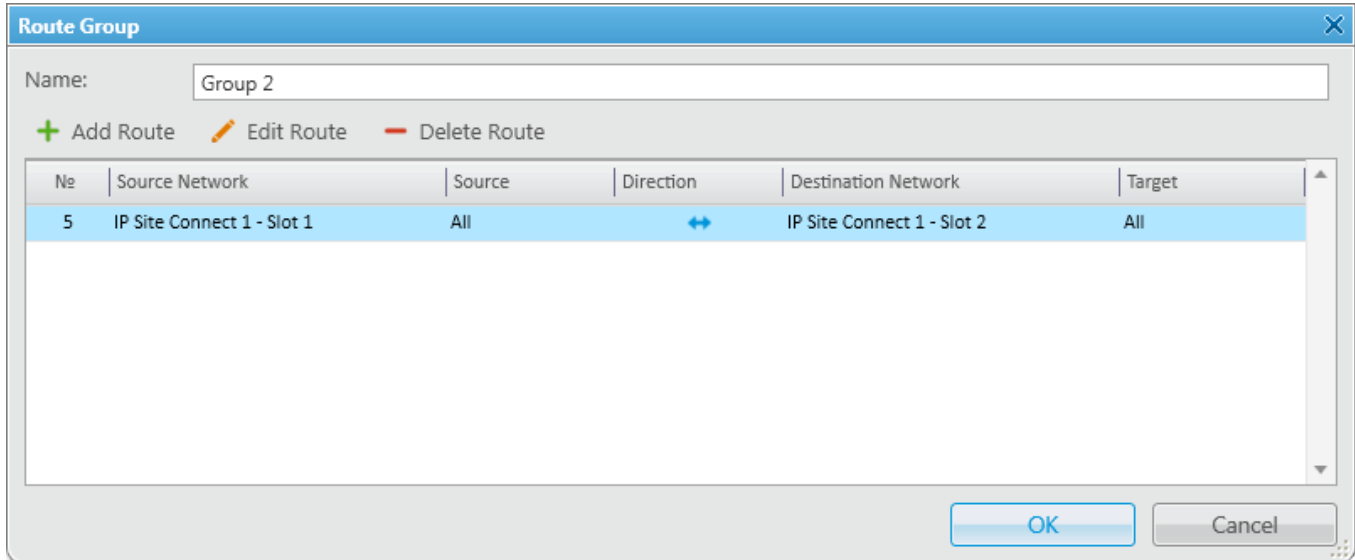 Route Group
Name: Group 2
Add Route Edit Route Delete Route
№ Source Network Source Direction Destination Network Target
5 IP Site Connect 1 - Slot 1 All IP Site Connect 1 - Slot 2 All
OK Cancel